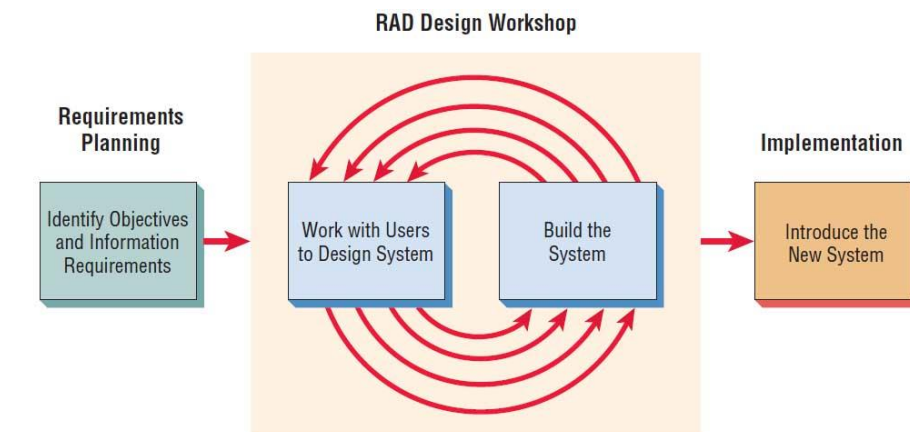 RAD Design Workshop
Requirements
Planning
Identify Objectives
and Information
Requirements
Work with Users
to Design System
Build the
System
Implementation
Introduce the
New System